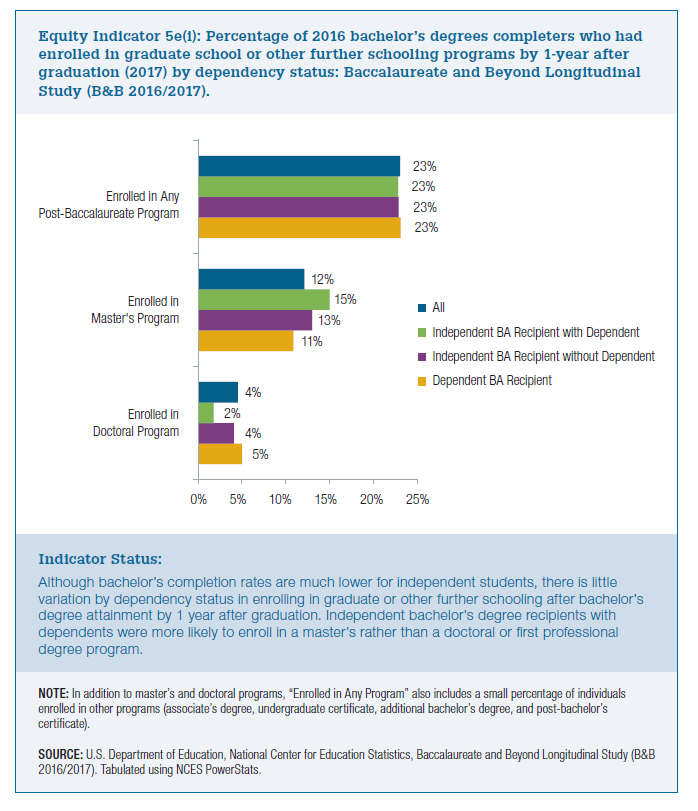 Equity Indicator 5e(i): Percentage of 2016 bachelor's degrees completers who had
enrolled in graduate school or other further schooling programs by 1-year after
graduation (2017) by dependency status: Baccalaureate and Beyond Longitudinal
Study (B&B 2016/2017).
Enrolled in Any
Post-Baccalaureate Program
23%
23%
23%
23%
Enrolled in
Master's Program
12%
15%
13%
11%
Enrolled in
Doctoral Program
4%
2%
4%
5%
All
Independent BA Recipient with Dependent
Independent BA Recipient without Dependent
Dependent BA Recipient
0% 5% 10% 15% 20% 25%
Indicator Status:
Although bachelor's completion rates are much lower for independent students, there is little
variation by dependency status in enrolling in graduate or other further schooling after bachelor's
degree attainment by 1 year after graduation. Independent bachelor's degree recipients with
dependents were more likely to enroll in a master's rather than a doctoral or first professional
degree program.
NOTE: In addition to master's and doctoral programs, "Enrolled in Any Program" also includes a small percentage of individuals
enrolled in other programs (associate's degree, undergraduate certificate, additional bachelor's degree, and post-bachelor's
certificate).
SOURCE: U.S. Department of Education, National Center for Education Statistics, Baccalaureate and Beyond Longitudinal Study (B&B
2016/2017). Tabulated using NCES PowerStats.